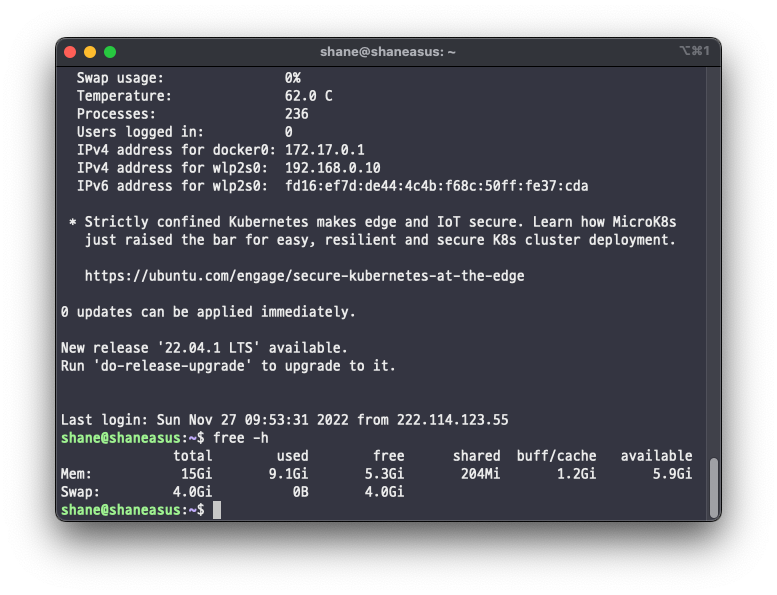 shane@shaneasus: ~
⌥⌘1
Swap usage: 0%
Temperature: 62.0 C
Processes: 236
Users logged in: 0
IPv4 address for docker0: 172.17.0.1
IPv4 address for wlp2s0: 192.168.0.10
IPv6 address for wlp2s0: fd16:ef7d:de44:4c4b:f68c:50ff:fe37:cda
* Strictly confined Kubernetes makes edge and IoT secure. Learn how MicroK8s
just raised the bar for easy, resilient and secure K8s cluster deployment.
https://ubuntu.com/engage/secure-kubernetes-at-the-edge
0 updates can be applied immediately.
New release '22.04.1 LTS' available.
Run 'do-release-upgrade' to upgrade to it.
Last login: Sun Nov 27 09:53:31 2022 from 222.114.123.55
shane@shaneasus:~$ free -h
total used free shared buff/cache available
Mem: 15Gi 9.1Gi 5.3Gi 204Mi 1.2Gi 5.9Gi
Swap: 4.0Gi 0B 4.0Gi
shane@shaneasus:~$